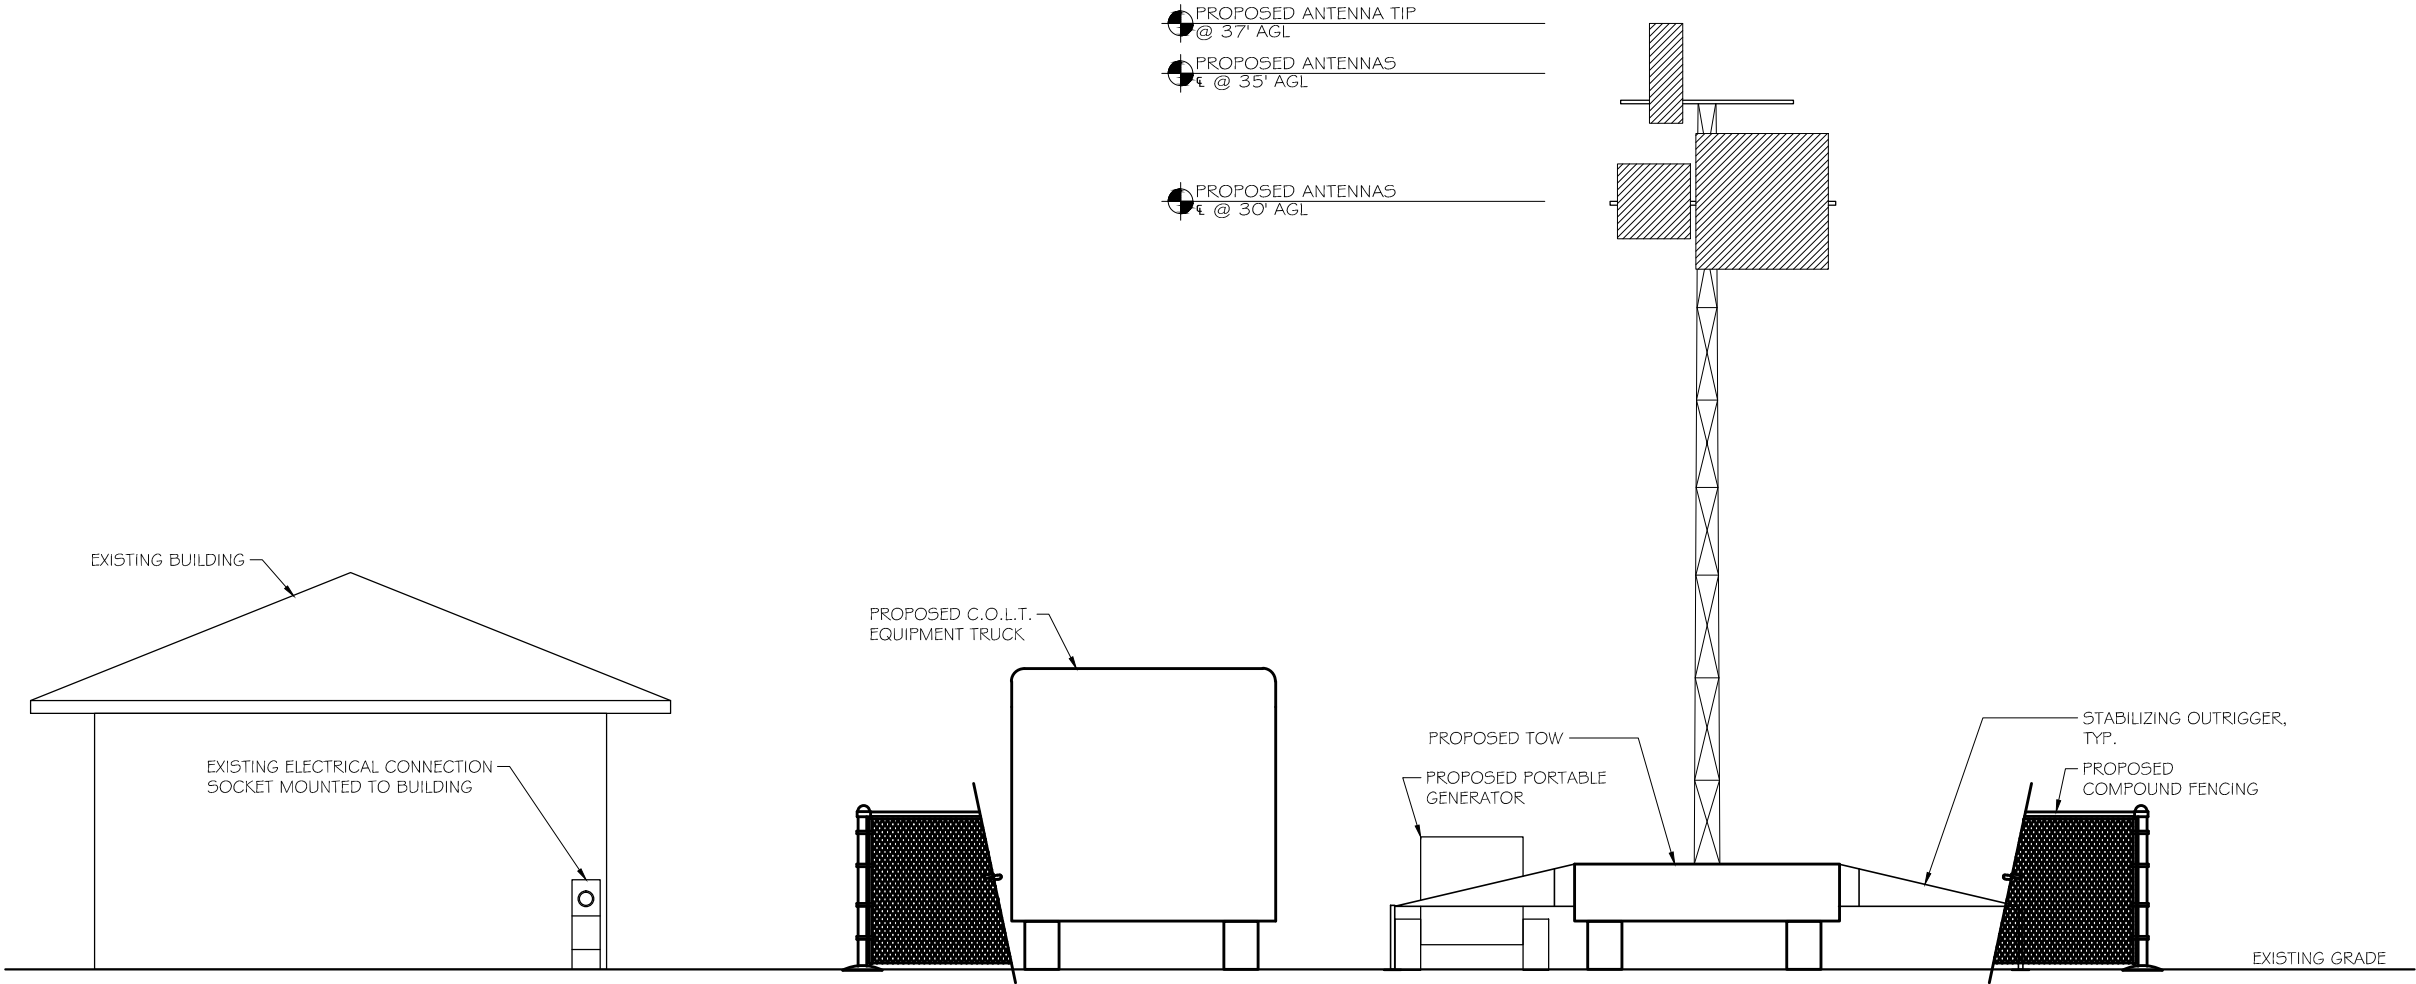 PROPOSED ANTENNA TIP
@ 37' AGL
PROPOSED ANTENNAS
℄ @ 35' AGL
PROPOSED ANTENNAS
℄ @ 30' AGL
EXISTING BUILDING
PROPOSED C.O.L.T.
EQUIPMENT TRUCK
EXISTING ELECTRICAL CONNECTION
SOCKET MOUNTED TO BUILDING
PROPOSED TOW
PROPOSED PORTABLE
GENERATOR
STABILIZING OUTRIGGER,
TYP.
PROPOSED
COMPOUND FENCING
EXISTING GRADE